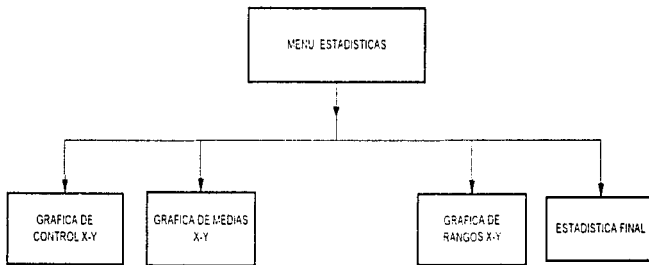 MENU ESTADISTICAS
GRAFICA DE
CONTROL X-Y
GRAFICA DE MEDIAS
X-Y
GRAFICA DE
RANGOS X-Y
ESTADISTICA FINAL